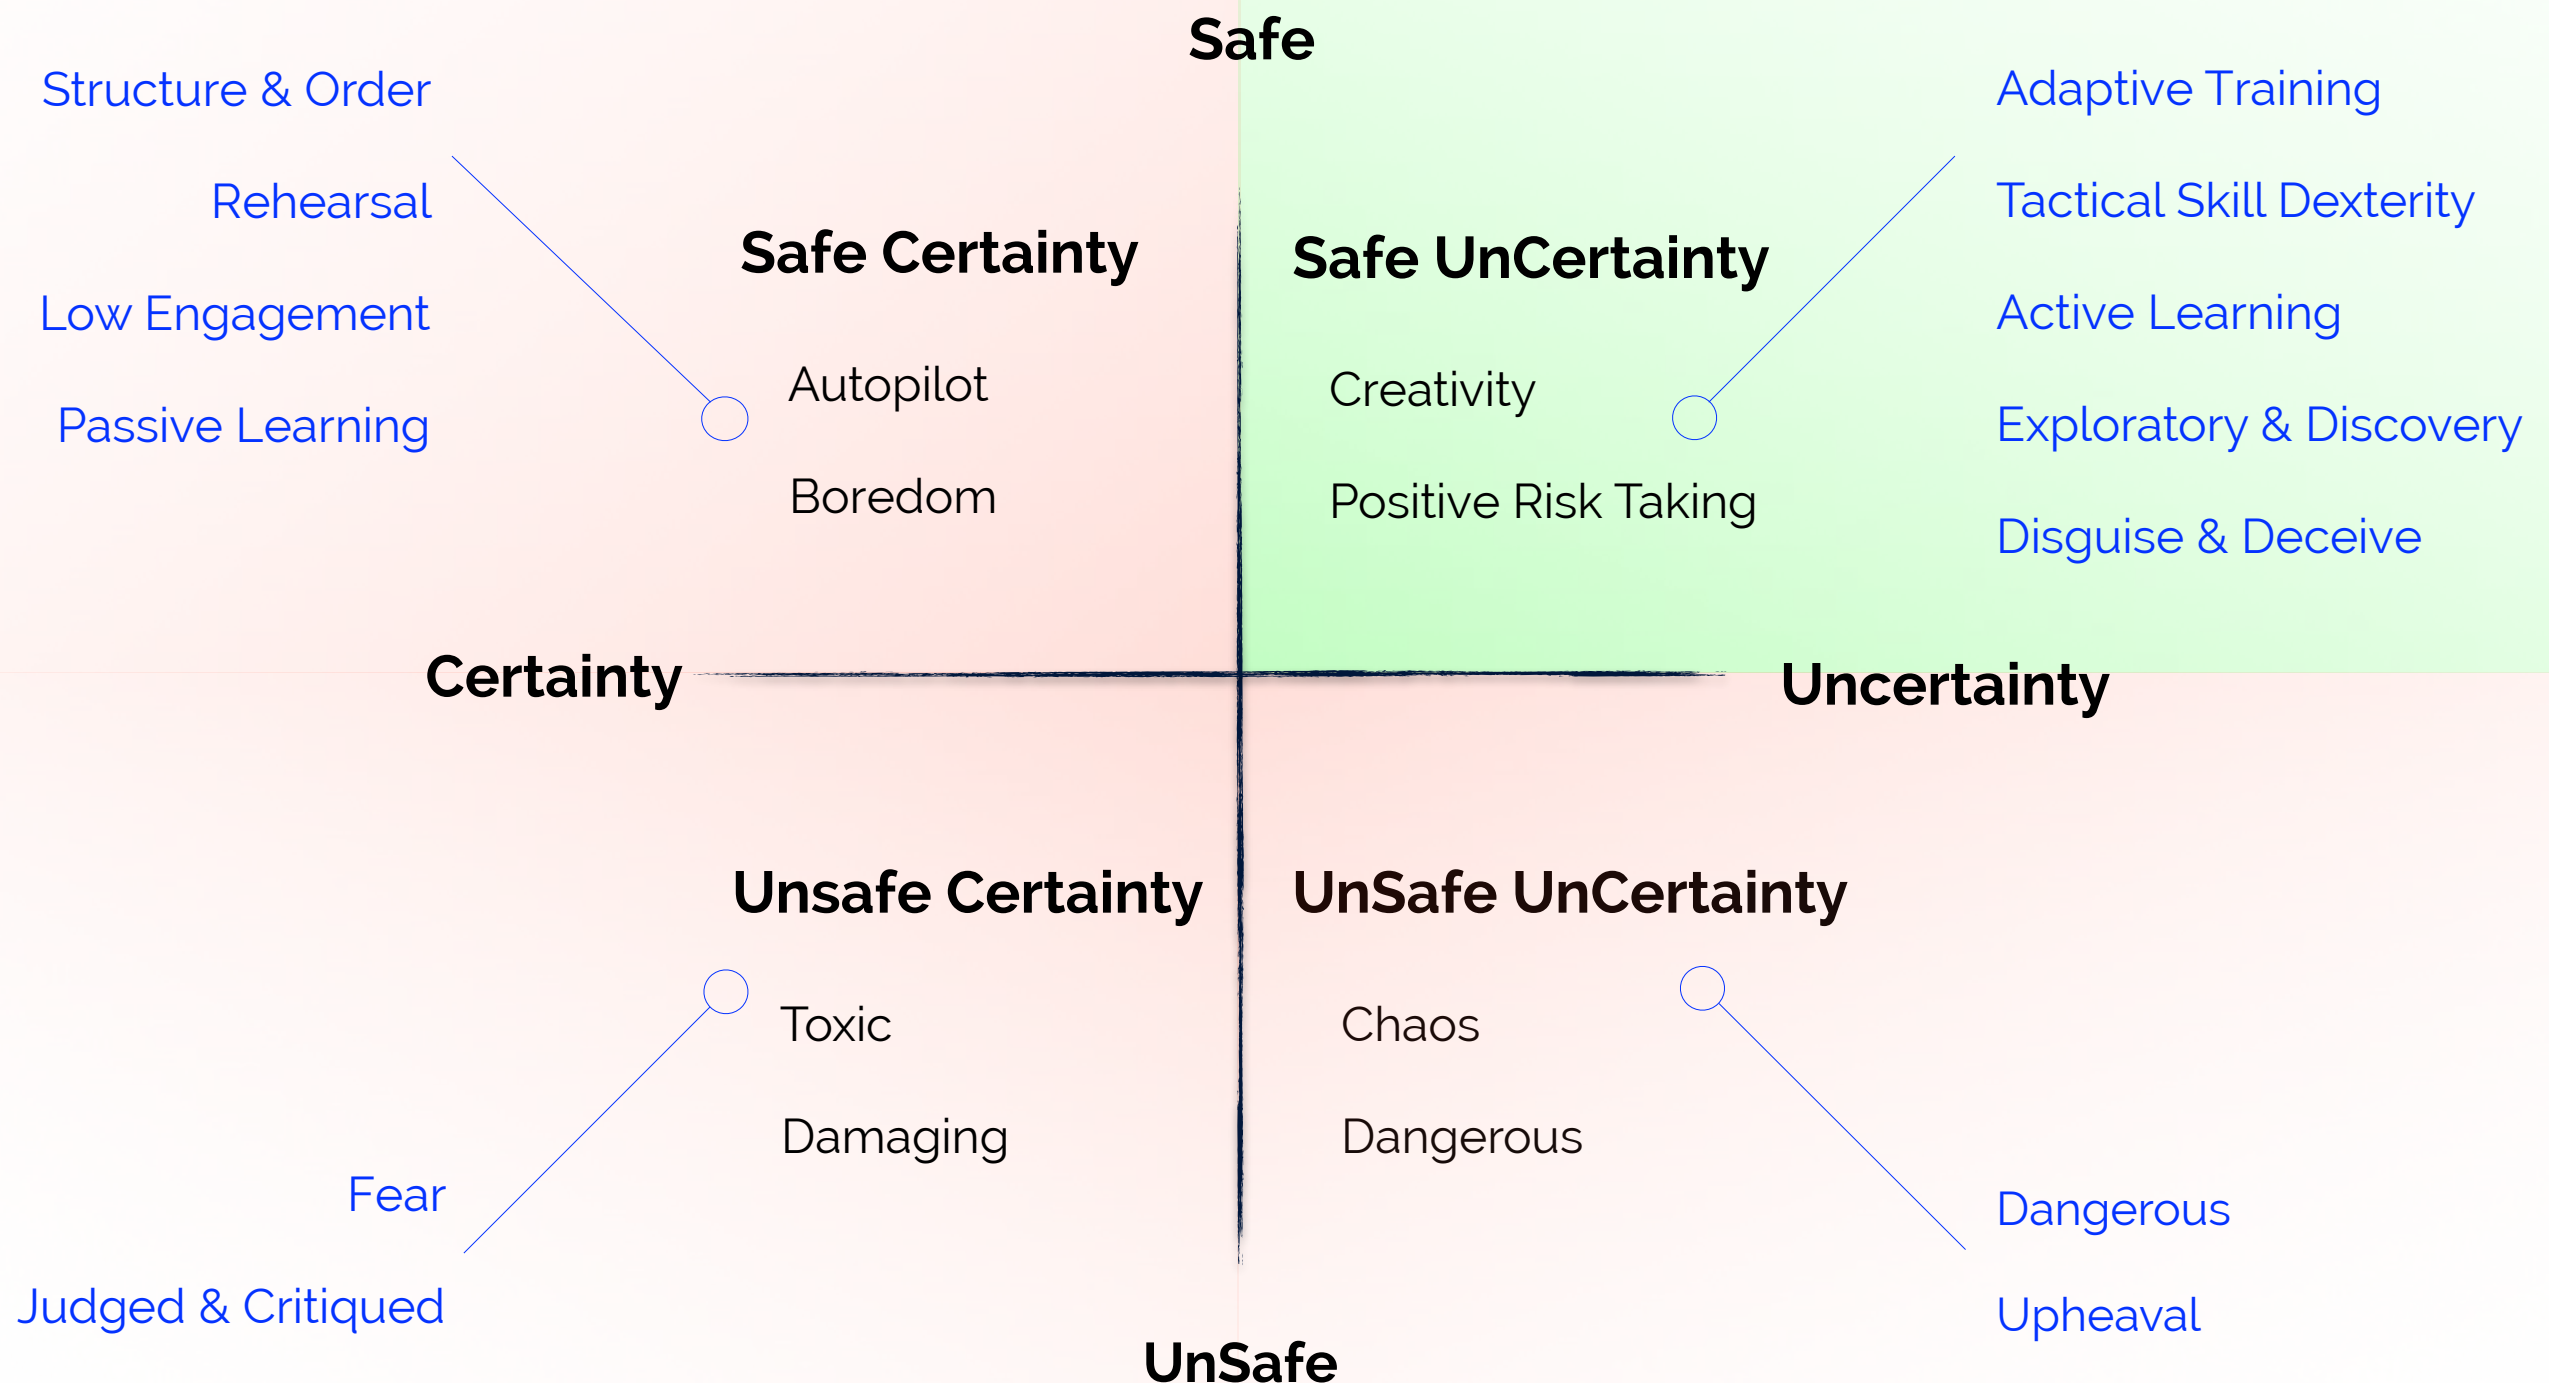 Safe
Structure & Order
Rehearsal
Low Engagement
Passive Learning
Safe Certainty
Autopilot
Boredom
Safe UnCertainty
Creativity
Positive Risk Taking
Adaptive Training
Tactical Skill Dexterity
Active Learning
Exploratory & Discovery
Disguise & Deceive
Certainty
Uncertainty
Unsafe Certainty
Toxic
Damaging
Fear
Judged & Critiqued
UnSafe UnCertainty
Chaos
Dangerous
Dangerous
Upheaval
UnSafe